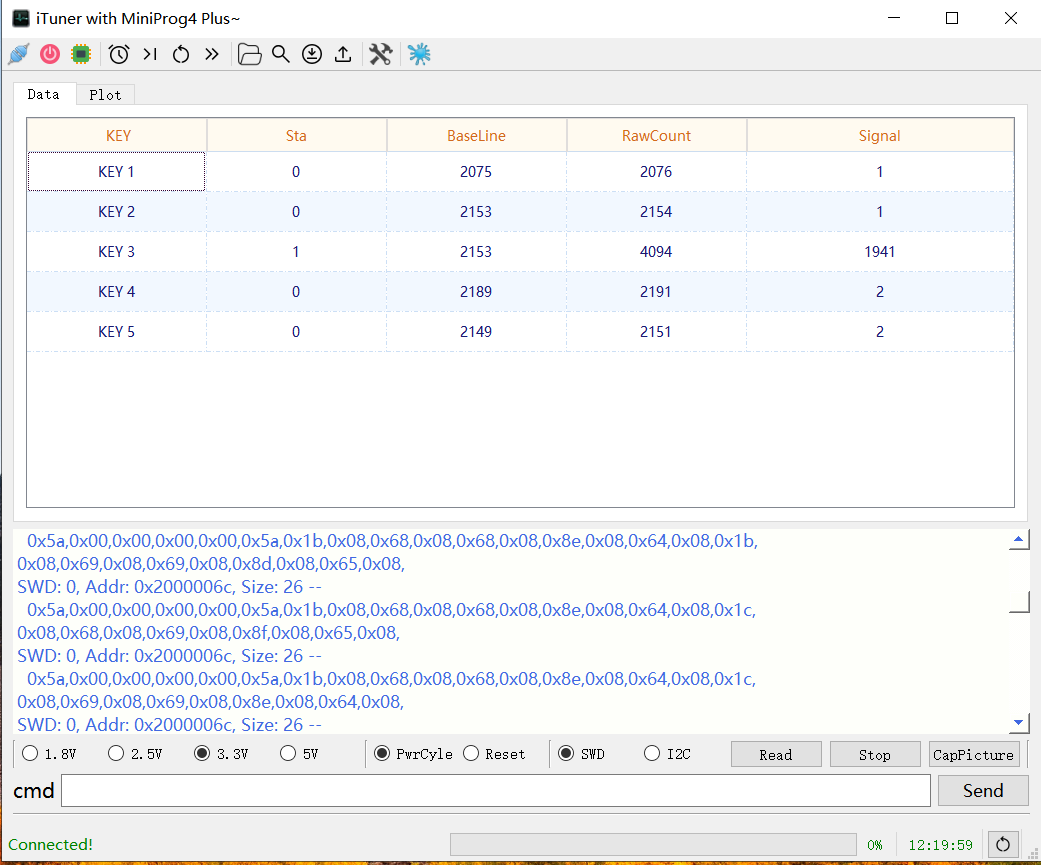 iTuner with MiniProg4 Plus~
Data Plot
KEY Sta BaseLine RawCount Signal
KEY 1 0 2075 2076 1
KEY 2 0 2153 2154 1
KEY 3 1 2153 4094 1941
KEY 4 0 2189 2191 2
KEY 5 0 2149 2151 2
0x5a,0x00,0x00,0x00,0x00,0x5a,0x1b,0x08,0x68,0x08,0x68,0x08,0x8e,0x08,0x64,0x08,0x1b,
0x08,0x69,0x08,0x69,0x08,0x8d,0x08,0x65,0x08,
SWD: 0, Addr: 0x2000006c, Size: 26 --
0x5a,0x00,0x00,0x00,0x00,0x5a,0x1b,0x08,0x68,0x08,0x68,0x08,0x8e,0x08,0x64,0x08,0x1c,
0x08,0x68,0x08,0x69,0x08,0x8f,0x08,0x65,0x08,
SWD: 0, Addr: 0x2000006c, Size: 26 --
0x5a,0x00,0x00,0x00,0x00,0x5a,0x1b,0x08,0x68,0x08,0x68,0x08,0x8e,0x08,0x64,0x08,0x1c,
0x08,0x69,0x08,0x69,0x08,0x8e,0x08,0x64,0x08,
SWD: 0, Addr: 0x2000006c, Size: 26 --
1.8V 2.5V 3.3V 5V PwrCyle Reset SWD I2C Read Stop CapPicture
cmd Send
Connected! 0% 12:19:59